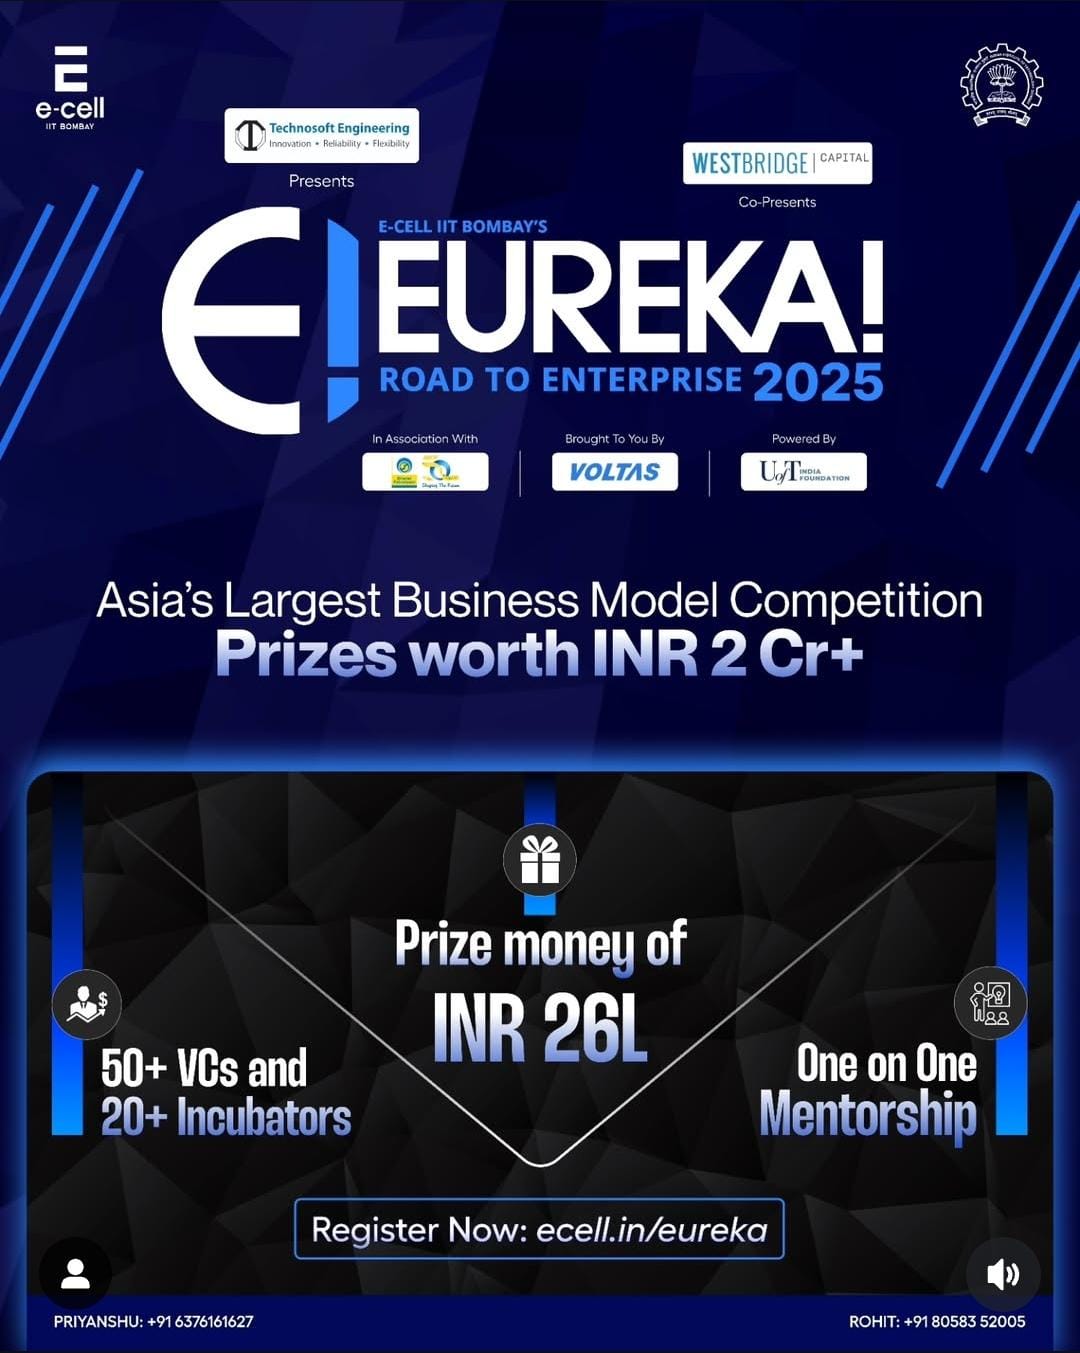 e-cell
IIT BOMBAY
Technosoft Engineering
Innovation • Reliability • Flexibility
Presents
WESTBRIDGE | CAPITAL
Co-Presents
E-CELL IIT BOMBAY'S
EUREKA!
ROAD TO ENTERPRISE 2025
In Association With
Brought To You By
Powered By
VOLTAS
UofT INDIA
FOUNDATION
Asia's Largest Business Model Competition
Prizes worth INR 2 Cr+
Prize money of
INR 26L
50+ VCs and
20+ Incubators
One on One
Mentorship
Register Now: ecell.in/eureka
PRIYANSHU: +91 6376161627
ROHIT: +91 80583 52005